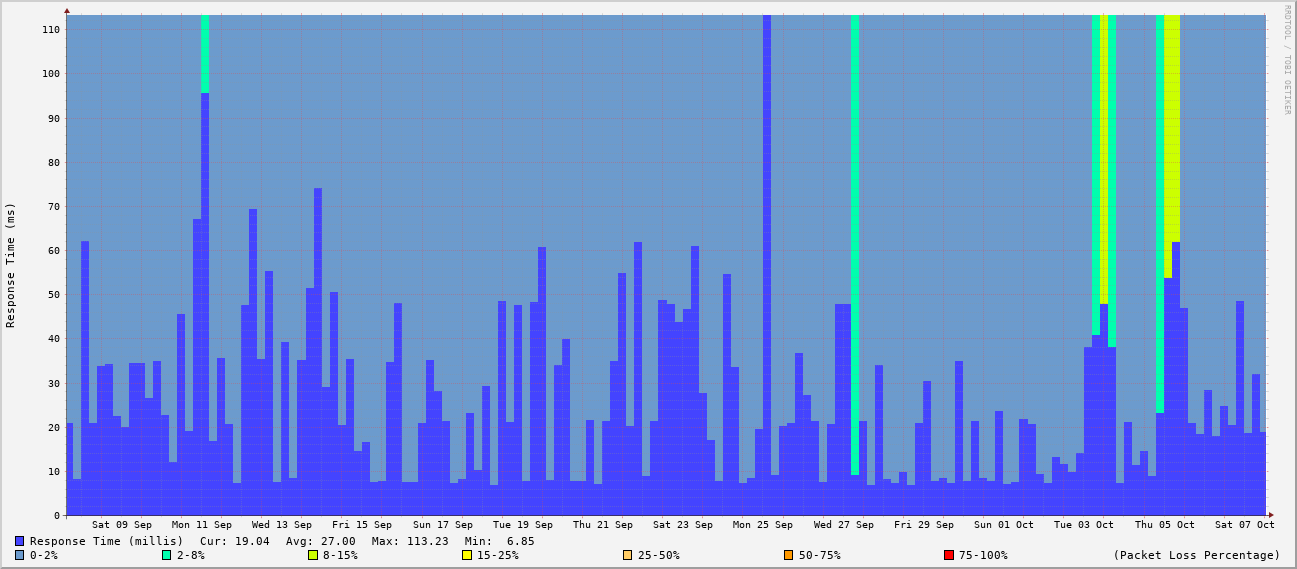 RRDTOOL / TOBI OETIKER
Response Time (ms)
110
100
90
80
70
60
50
40
30
20
10
0
Sat 09 Sep Mon 11 Sep Wed 13 Sep Fri 15 Sep Sun 17 Sep Tue 19 Sep Thu 21 Sep Sat 23 Sep Mon 25 Sep Wed 27 Sep Fri 29 Sep Sun 01 Oct Tue 03 Oct Thu 05 Oct Sat 07 Oct
Response Time (millis) Cur: 19.04 Avg: 27.00 Max: 113.23 Min: 6.85
0-2% 2-8% 8-15% 15-25% 25-50% 50-75% 75-100% (Packet Loss Percentage)